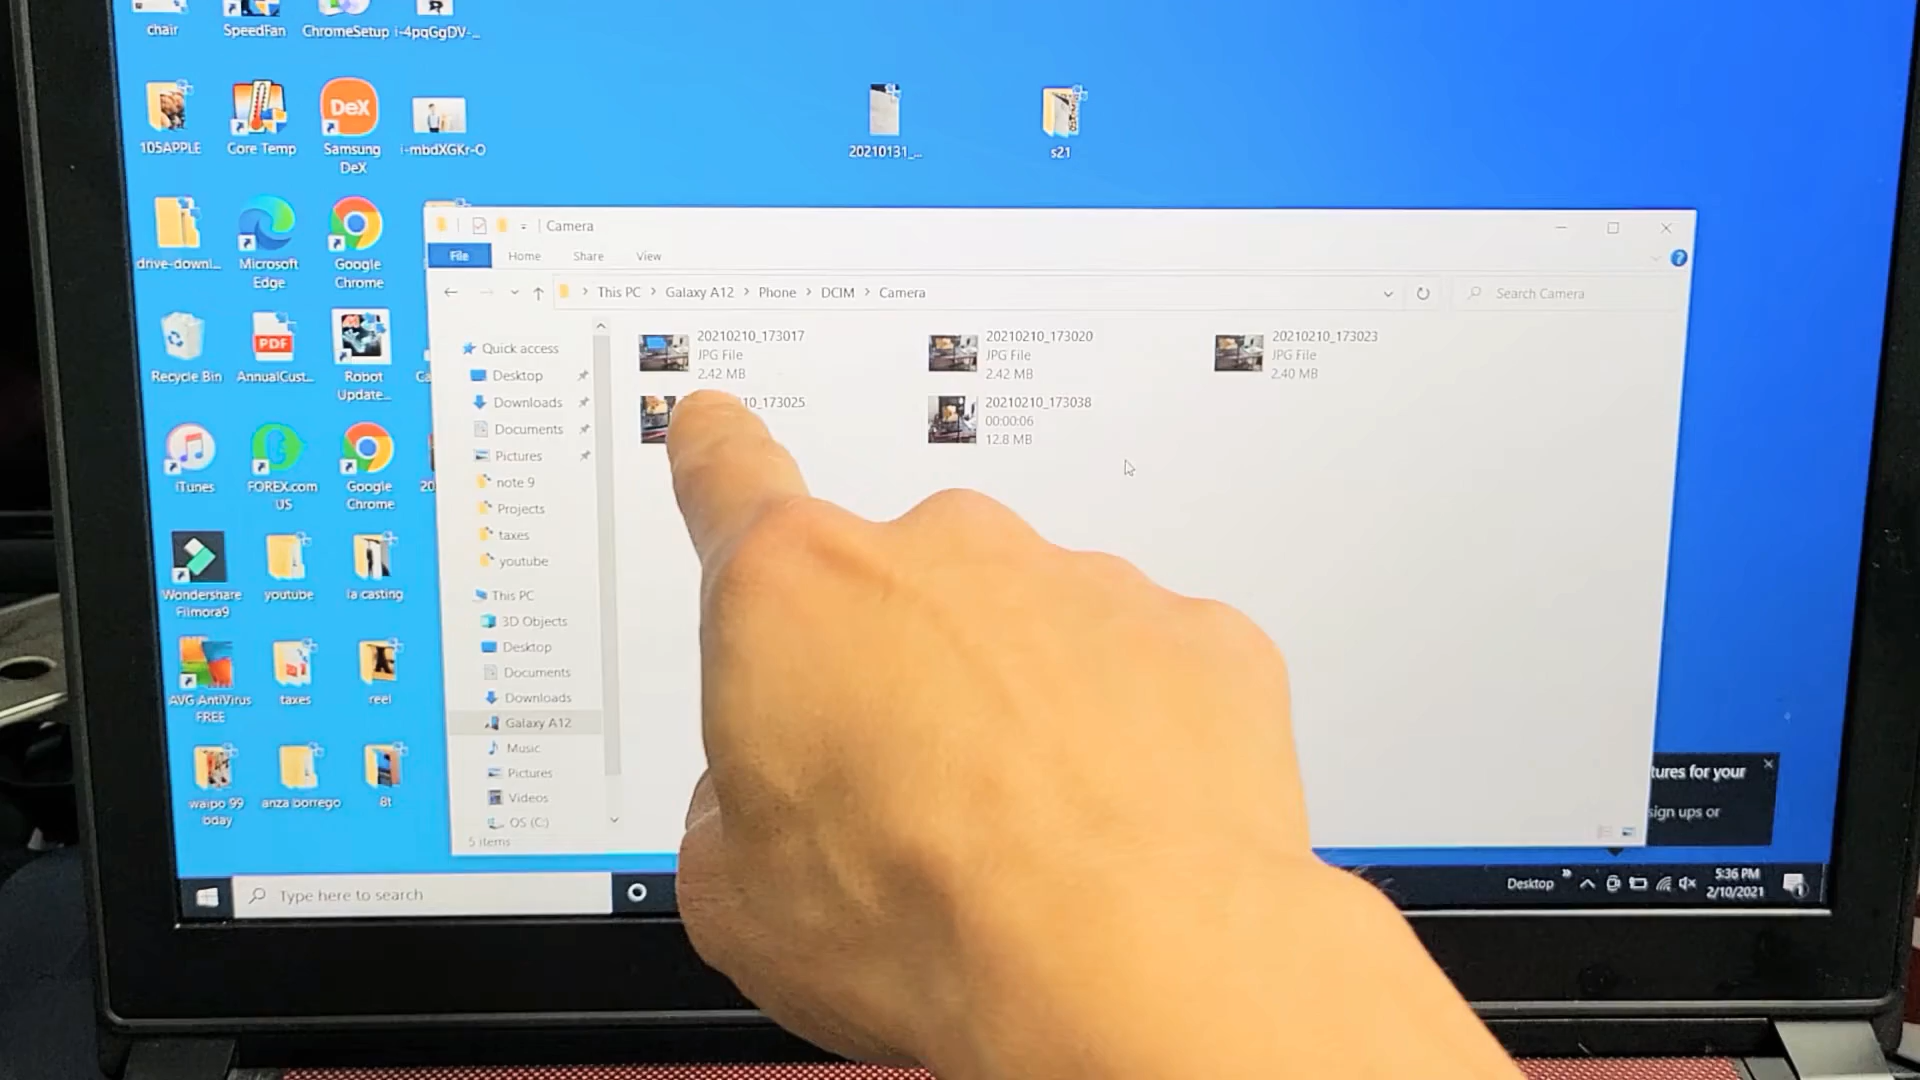 chair
SpeedFan
ChromeSetup
i-4pqGgDV-...
105APPLE
Core Temp
DeX
Samsung
DeX
i-mbdXGKr-O
20210131_...
s21
drive-downl...
Microsoft
Edge
Google
Chrome
Recycle Bin
PDF
AnnualCust...
Robot
Update...
iTunes
FOREX.com
US
Google
Chrome
Wondershare
Filmora9
youtube
la casting
AVG AntiVirus
FREE
taxes
reel
waipo 99
bday
anza borrego
8t
Camera
File
Home
Share
View
This PC > Galaxy A12 > Phone > DCIM > Camera
Search Camera
Quick access
Desktop
Downloads
Documents
Pictures
note 9
Projects
taxes
youtube
This PC
3D Objects
Desktop
Documents
Downloads
Galaxy A12
Music
Pictures
Videos
OS (C:)
5 items
20210210_173017
JPG File
2.42 MB
20210210_173020
JPG File
2.42 MB
20210210_173023
JPG File
2.40 MB
10_173025
20210210_173038
00:00:06
12.8 MB
tures for your
sign ups or
Type here to search
Desktop
5:36 PM
2/10/2021
1